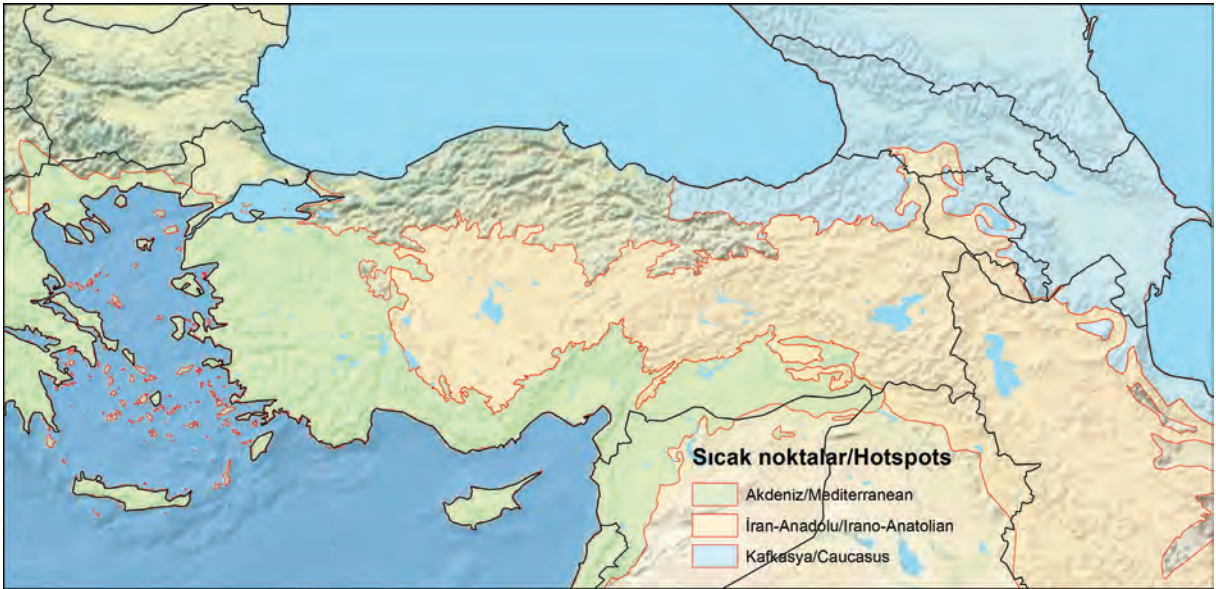 Sıcak noktalar/Hotspots
Akdeniz/Mediterranean
İran-Anadolu/Irano-Anatolian
Kafkasya/Caucasus